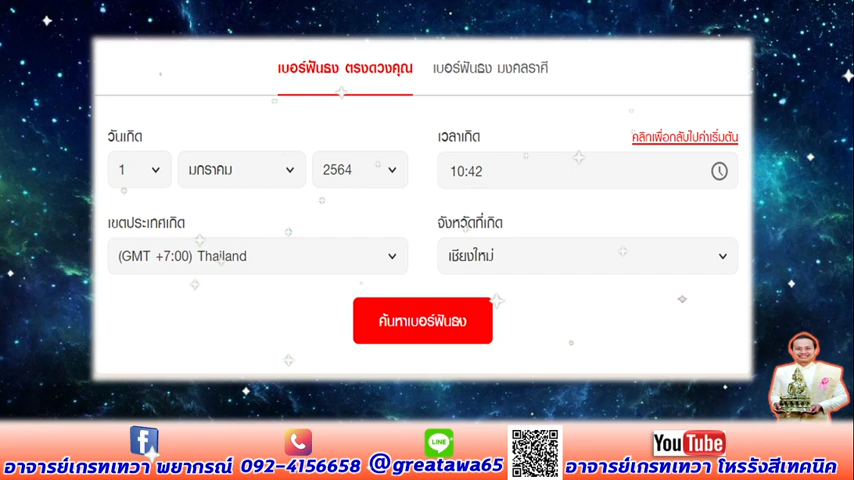 เบอร์ฟันธง ตรงดวงคุณ เบอร์ฟันธง มงคลราศี
วันเกิด
1 มกราคม 2564
เวลาเกิด คลิกเพื่อกลับไปค่าเริ่มต้น
10:42
เขตประเทศเกิด
(GMT +7:00) Thailand
จังหวัดที่เกิด
เชียงใหม่
ค้นหาเบอร์ฟันธง
LINE
YouTube
อาจารย์เกรทเทวา พยากรณ์ 092-4156658 @greatawa65 อาจารย์เกรทเทวา โหรรังสีเทคนิค